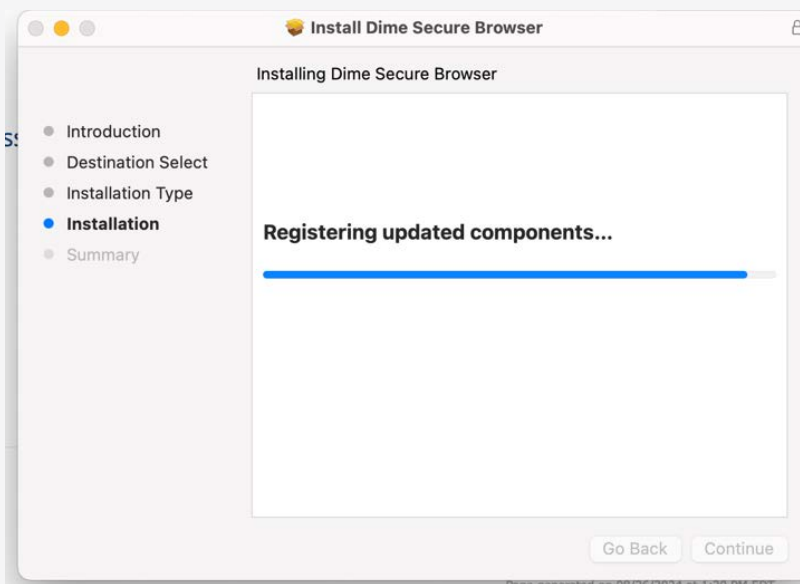 Install Dime Secure Browser
Installing Dime Secure Browser
Introduction
Destination Select
Installation Type
Installation
Summary
Registering updated components...
Go Back
Continue